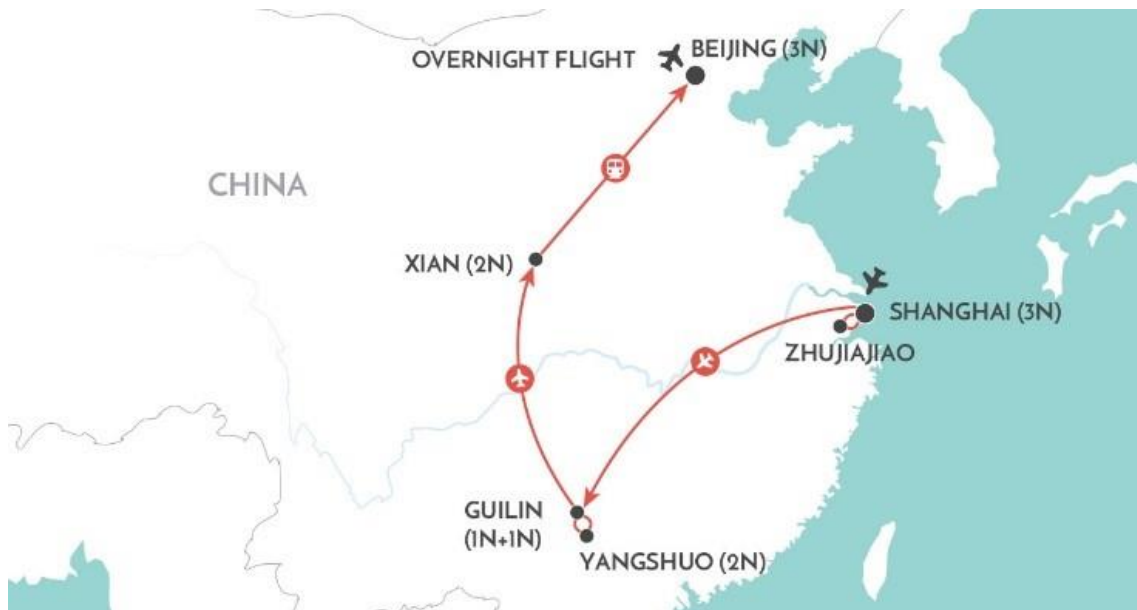 OVERNIGHT FLIGHT
BEIJING (3N)
CHINA
XIAN (2N)
SHANGHAI (3N)
ZHUJIAJIAO
GUILIN
(1N+1N)
YANGSHUO (2N)